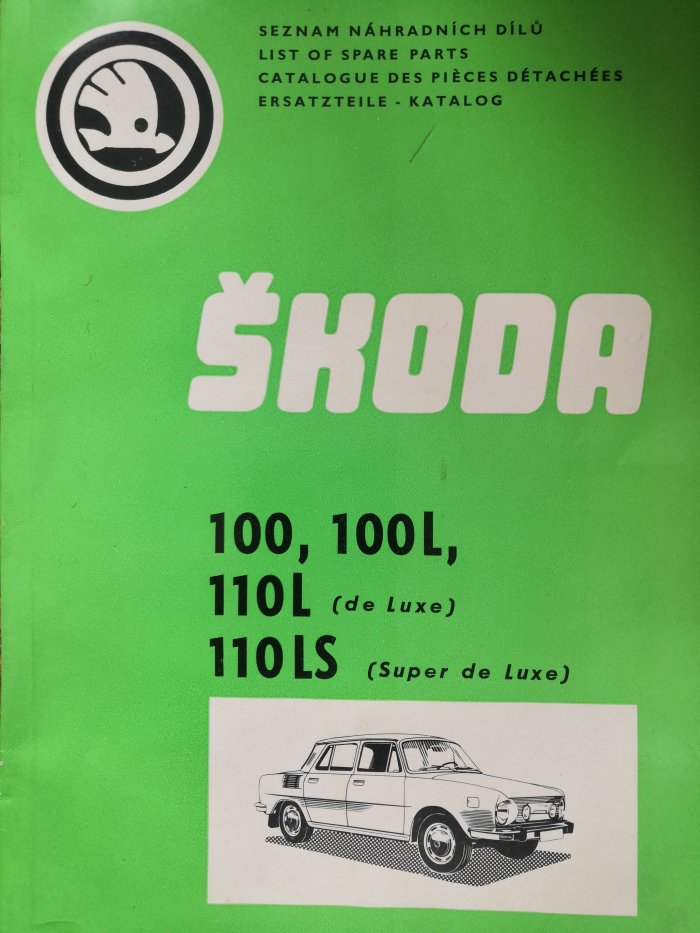 SEZNAM NÁHRADNÍCH DÍLŮ
LIST OF SPARE PARTS
CATALOGUE DES PIÈCES DÉTACHÉES
ERSATZTEILE - KATALOG
ŠKODA
100, 100L,
110L (de Luxe)
110LS (Super de Luxe)